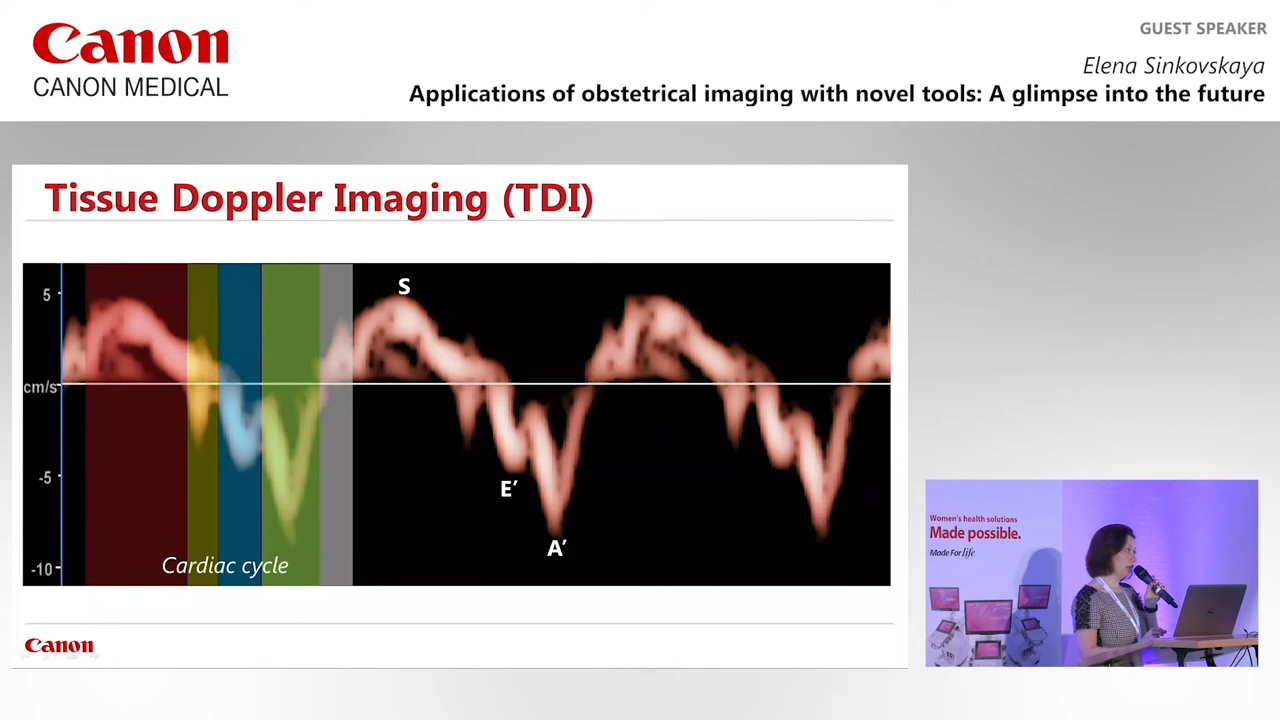 Canon
CANON MEDICAL
GUEST SPEAKER
Elena Sinkovskaya
Applications of obstetrical imaging with novel tools: A glimpse into the future
Tissue Doppler Imaging (TDI)
5
cm/s
-5
-10
S
E′
A′
Cardiac cycle
Canon
Women's health solutions
Made possible.
Made For life